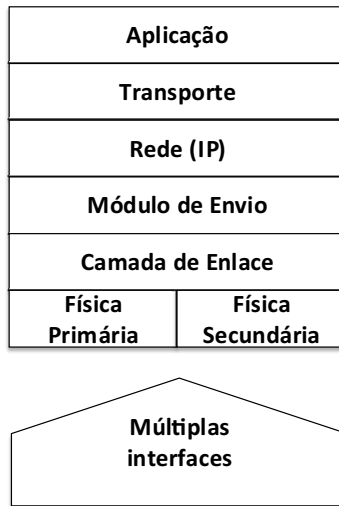 Aplicação
Transporte
Rede (IP)
Módulo de Envio
Camada de Enlace
Física
Primária
Física
Secundária
Múltiplas
interfaces